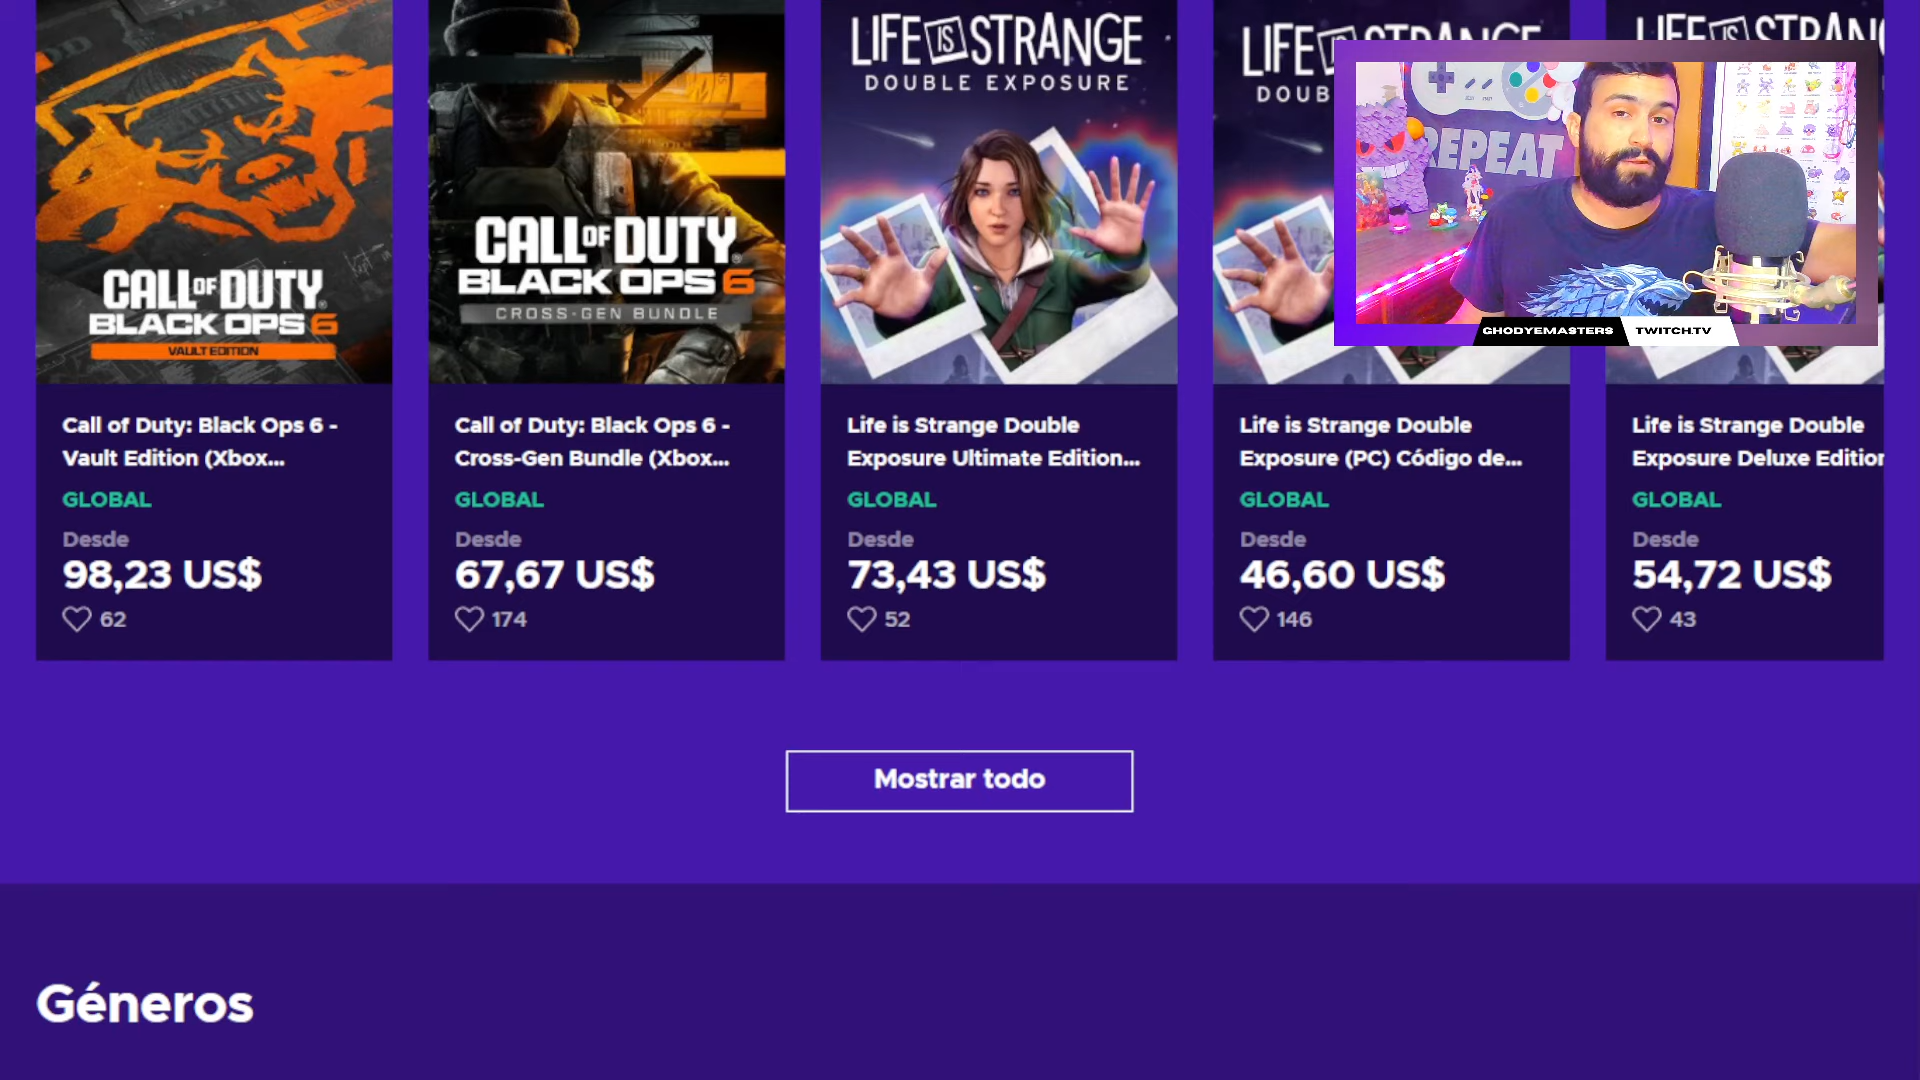 CALL OF DUTY
BLACK OPS 6
VAULT EDITION
Call of Duty: Black Ops 6 -
Vault Edition (Xbox...
GLOBAL
Desde
98,23 US$
62
CALL OF DUTY
BLACK OPS 6
CROSS-GEN BUNDLE
Call of Duty: Black Ops 6 -
Cross-Gen Bundle (Xbox...
GLOBAL
Desde
67,67 US$
174
LIFE IS STRANGE
DOUBLE EXPOSURE
Life is Strange Double
Exposure Ultimate Edition...
GLOBAL
Desde
73,43 US$
52
LIFE
DOUB
Life is Strange Double
Exposure (PC) Código de...
GLOBAL
Desde
46,60 US$
146
REPEAT
GHODYEMASTERS TWITCH.TV
Life is Strange Double
Exposure Deluxe Edition
GLOBAL
Desde
54,72 US$
43
Mostrar todo
Géneros